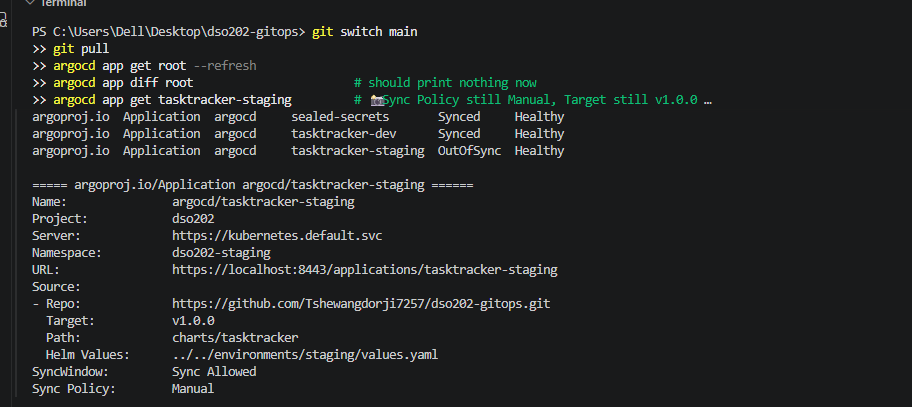 Terminal
PS C:\Users\Dell\Desktop\dso202-gitops> git switch main
>> git pull
>> argocd app get root --refresh
>> argocd app diff root # should print nothing now
>> argocd app get tasktracker-staging # 📷Sync Policy still Manual, Target still v1.0.0 …
argoproj.io Application argocd sealed-secrets Synced Healthy
argoproj.io Application argocd tasktracker-dev Synced Healthy
argoproj.io Application argocd tasktracker-staging OutOfSync Healthy
===== argoproj.io/Application argocd/tasktracker-staging ======
Name: argocd/tasktracker-staging
Project: dso202
Server: https://kubernetes.default.svc
Namespace: dso202-staging
URL: https://localhost:8443/applications/tasktracker-staging
Source:
- Repo: https://github.com/Tshewangdorji7257/dso202-gitops.git
Target: v1.0.0
Path: charts/tasktracker
Helm Values: ../../environments/staging/values.yaml
SyncWindow: Sync Allowed
Sync Policy: Manual